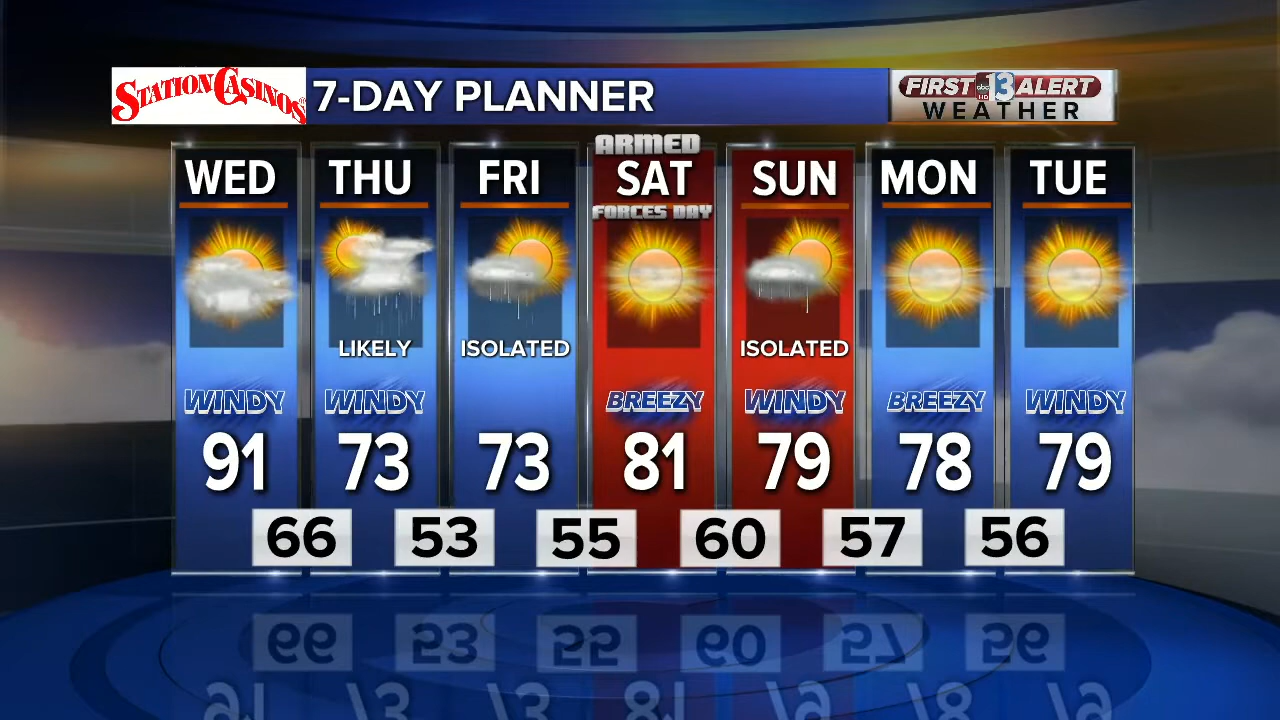 STATION CASINOS
7-DAY PLANNER
FIRST abc 13 HD ALERT
WEATHER
ARMED
WED THU FRI SAT SUN MON TUE
FORCES DAY
LIKELY ISOLATED ISOLATED
WINDY WINDY BREEZY WINDY BREEZY WINDY
91 73 73 81 79 78 79
66 53 55 60 57 56